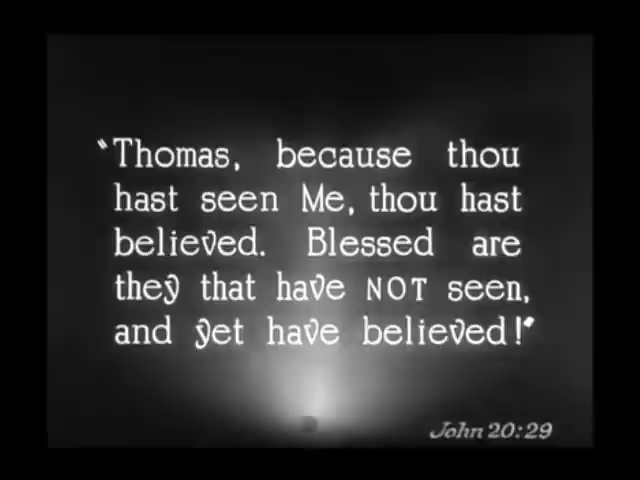 “Thomas, because thou
hast seen Me, thou hast
believed. Blessed are
they that have NOT seen,
and yet have believed!”
John 20:29